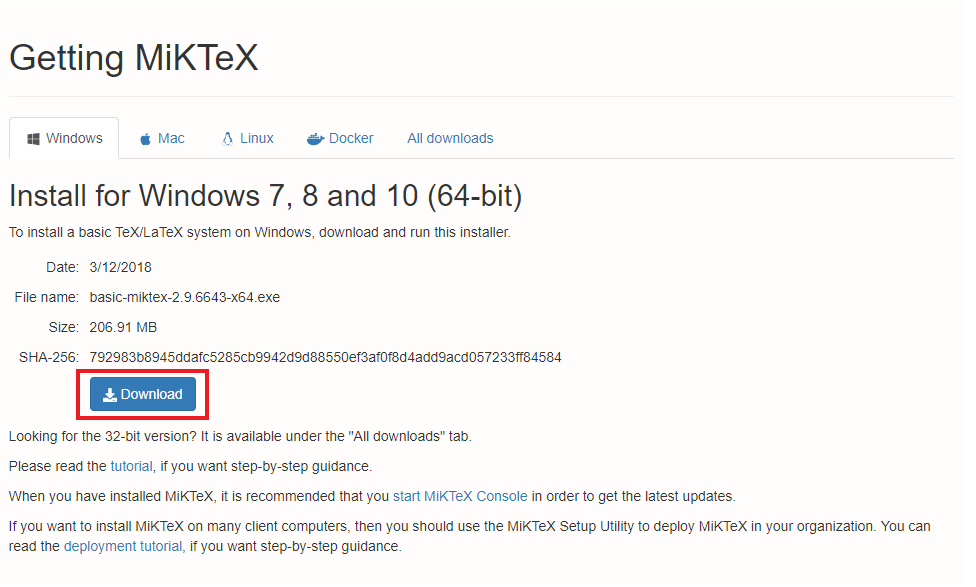 Getting MiKTeX
Windows Mac Linux Docker All downloads
Install for Windows 7, 8 and 10 (64-bit)
To install a basic TeX/LaTeX system on Windows, download and run this installer.
Date: 3/12/2018
File name: basic-miktex-2.9.6643-x64.exe
Size: 206.91 MB
SHA-256: 792983b8945ddafc5285cb9942d9d88550ef3af0f8d4add9acd057233ff84584
Download
Looking for the 32-bit version? It is available under the "All downloads" tab.
Please read the tutorial, if you want step-by-step guidance.
When you have installed MiKTeX, it is recommended that you start MiKTeX Console in order to get the latest updates.
If you want to install MiKTeX on many client computers, then you should use the MiKTeX Setup Utility to deploy MiKTeX in your organization. You can
read the deployment tutorial, if you want step-by-step guidance.